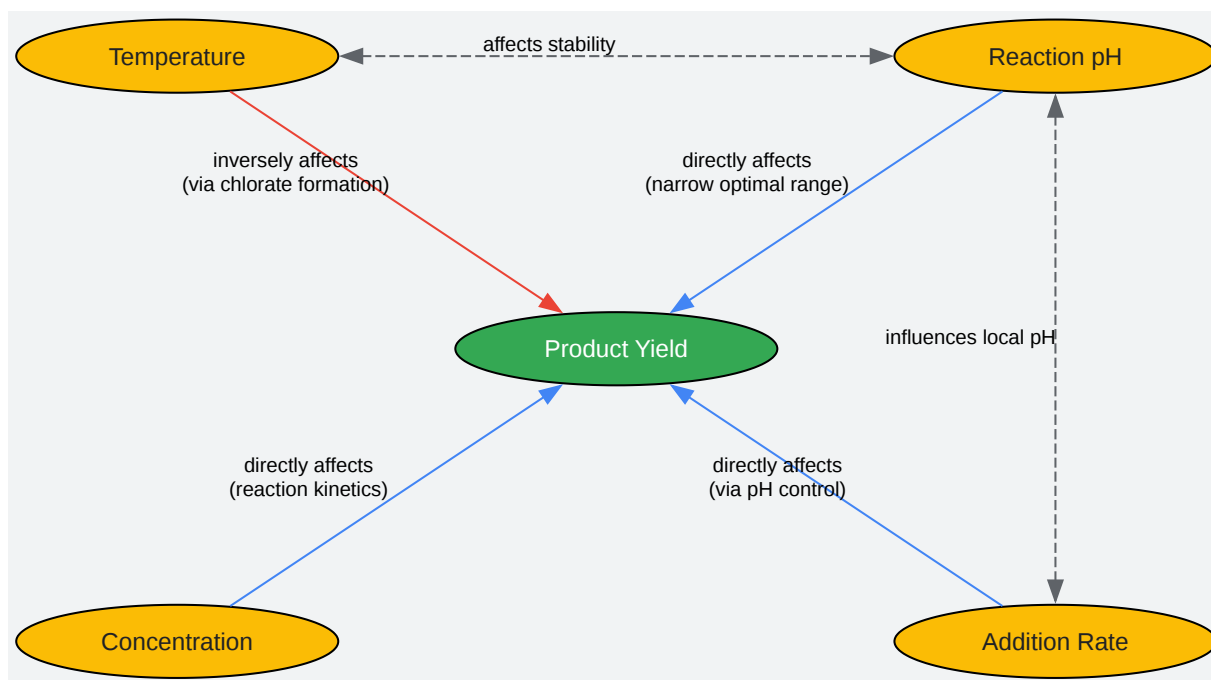 Temperature
affects stability
Reaction pH
inversely affects
(via chlorate formation)
directly affects
(narrow optimal range)
influences local pH
Product Yield
directly affects
(reaction kinetics)
directly affects
(via pH control)
Concentration
Addition Rate